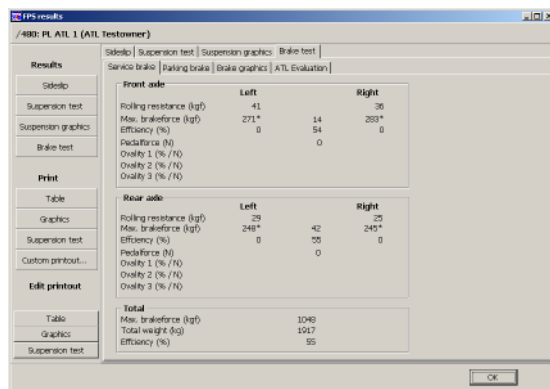 FPS results
/480: PL ATL 1 (ATL Testowner)
Results
Sideslip
Suspension test
Suspension graphics
Brake test
Print
Table
Graphics
Suspension test
Custom printout...
Edit printout
Table
Graphics
Suspension test
Sideslip Suspension test Suspension graphics Brake test
Service brake Parking brake Brake graphics ATL Evaluation
Front axle
Left Right
Rolling resistance (kgf) 41 36
Max. brakeforce (kgf) 271* 14 283*
Effciency (%) 0 54 0
Pedalforce (N) 0
Ovality 1 (% / N)
Ovality 2 (% / N)
Ovality 3 (% / N)
Rear axle
Left Right
Rolling resistance (kgf) 29 25
Max. brakeforce (kgf) 248* 42 245*
Effciency (%) 0 55 0
Pedalforce (N) 0
Ovality 1 (% / N)
Ovality 2 (% / N)
Ovality 3 (% / N)
Total
Max. brakeforce (kgf) 1048
Total weight (kg) 1917
Effciency (%) 55
OK